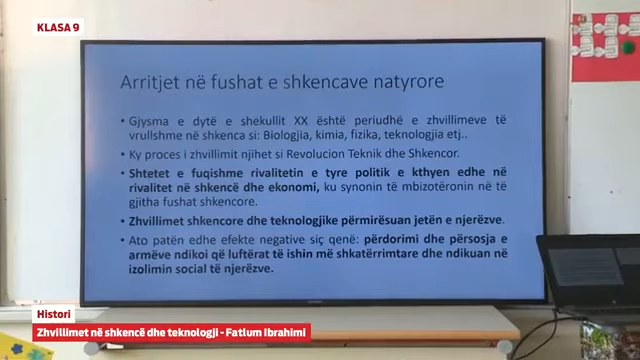 KLASA 9
Arritjet në fushat e shkencave natyrore
• Gjysma e dytë e shekullit XX është periudhë e zhvillimeve të
vrullshme në shkenca si: Biologjia, kimia, fizika, teknologjia etj..
• Ky proces i zhvillimit njihet si Revolucion Teknik dhe Shkencor.
• Shtetet e fuqishme rivalitetin e tyre politik e kthyen edhe në
rivalitet në shkencë dhe ekonomi, ku synonin të mbizotëronin në të
gjitha fushat shkencore.
• Zhvillimet shkencore dhe teknologjike përmirësuan jetën e njerëzve.
• Ato patën edhe efekte negative siç qenë: përdorimi dhe përsosja e
armëve ndikoi që luftërat të ishin më shkatërrimtare dhe ndikuan në
izolimin social të njerëzve.
Histori
Zhvillimet në shkencë dhe teknologji - Fatlum Ibrahimi